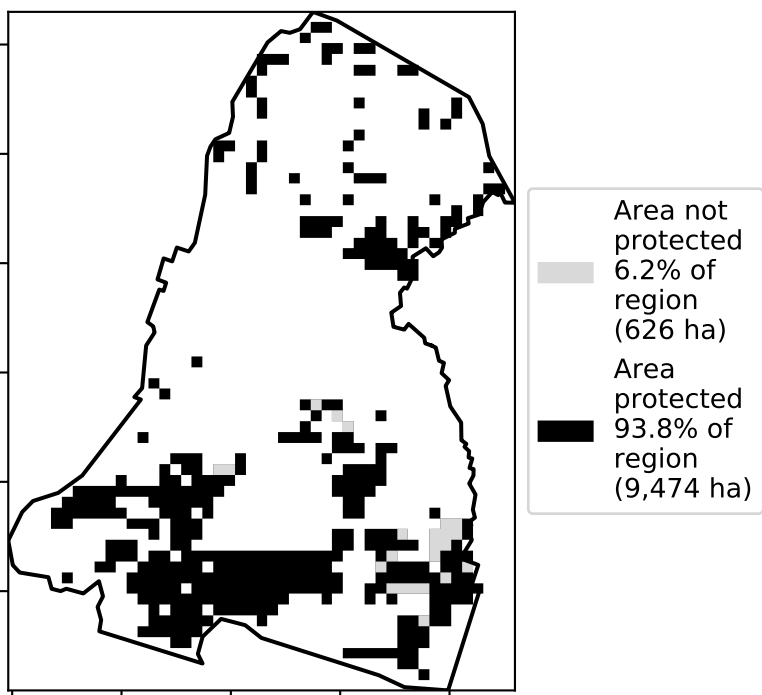 Area not
protected
6.2% of
region
(626 ha)
Area
protected
93.8% of
region
(9,474 ha)